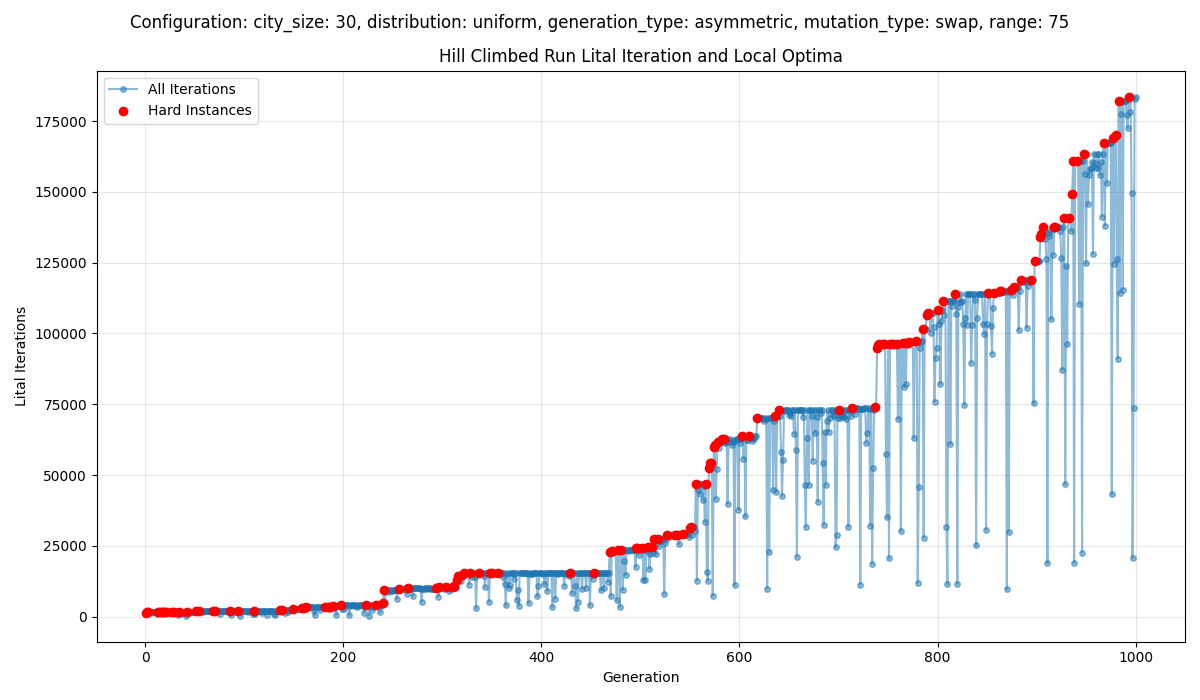 Configuration: city_size: 30, distribution: uniform, generation_type: asymmetric, mutation_type: swap, range: 75
Hill Climbed Run Lital Iteration and Local Optima
All Iterations
Hard Instances
175000
150000
125000
100000
75000
50000
25000
0
Lital Iterations
0 200 400 600 800 1000
Generation